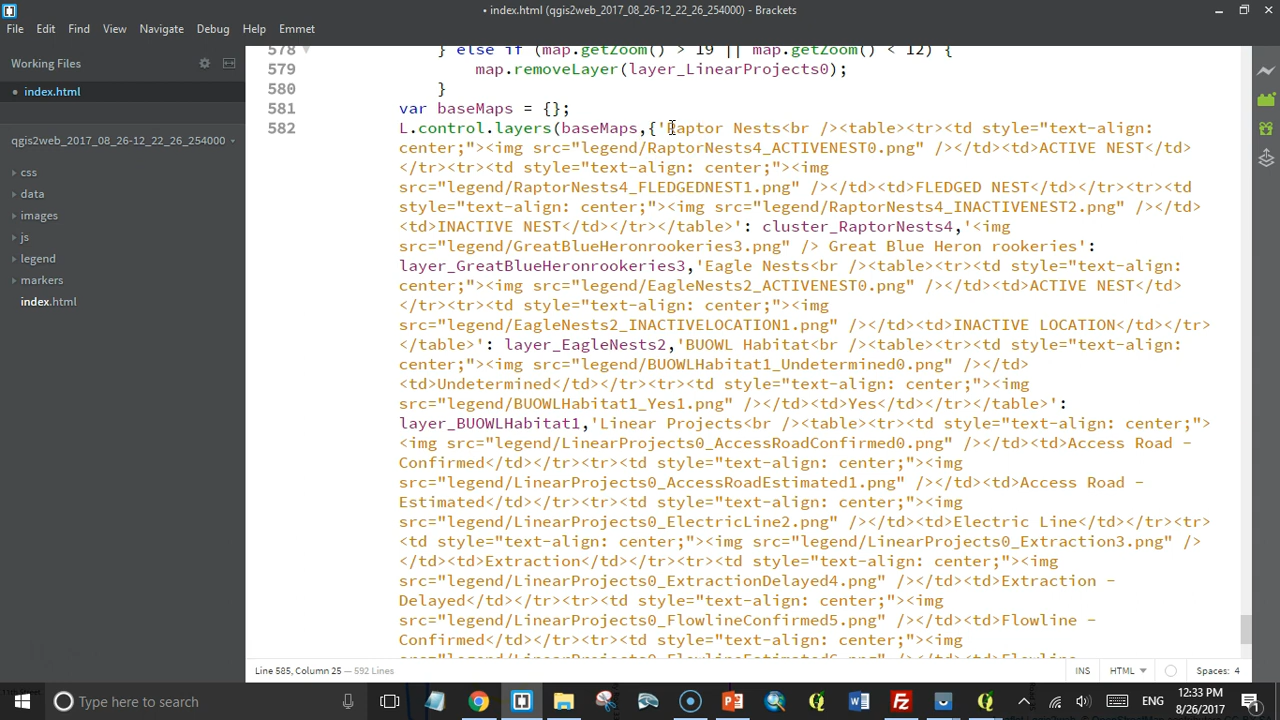 • index.html (qgis2web_2017_08_26-12_22_26_254000) - Brackets
File Edit Find View Navigate Debug Help Emmet
Working Files
index.html
qgis2web_2017_08_26-12_22_26_254000
css
data
images
js
legend
markers
index.html
578 } else if (map.getZoom() > 19 || map.getZoom() < 12) {
579 map.removeLayer(layer_LinearProjects0);
580 }
581 var baseMaps = {};
582 L.control.layers(baseMaps,{'Raptor Nests<br /><table><tr><td style="text-align:
center;"><img src="legend/RaptorNests4_ACTIVENEST0.png" /></td><td>ACTIVE NEST</td>
</tr><tr><td style="text-align: center;"><img
src="legend/RaptorNests4_FLEDGEDNEST1.png" /></td><td>FLEDGED NEST</td></tr><tr><td
style="text-align: center;"><img src="legend/RaptorNests4_INACTIVENEST2.png" /></td>
<td>INACTIVE NEST</td></tr></table>': cluster_RaptorNests4,'<img
src="legend/GreatBlueHeronrookeries3.png" /> Great Blue Heron rookeries':
layer_GreatBlueHeronrookeries3,'Eagle Nests<br /><table><tr><td style="text-align:
center;"><img src="legend/EagleNests2_ACTIVENEST0.png" /></td><td>ACTIVE NEST</td>
</tr><tr><td style="text-align: center;"><img
src="legend/EagleNests2_INACTIVELOCATION1.png" /></td><td>INACTIVE LOCATION</td></tr>
</table>': layer_EagleNests2,'BUOWL Habitat<br /><table><tr><td style="text-align:
center;"><img src="legend/BUOWLHabitat1_Undetermined0.png" /></td>
<td>Undetermined</td></tr><tr><td style="text-align: center;"><img
src="legend/BUOWLHabitat1_Yes1.png" /></td><td>Yes</td></tr></table>':
layer_BUOWLHabitat1,'Linear Projects<br /><table><tr><td style="text-align: center;">
<img src="legend/LinearProjects0_AccessRoadConfirmed0.png" /></td><td>Access Road -
Confirmed</td></tr><tr><td style="text-align: center;"><img
src="legend/LinearProjects0_AccessRoadEstimated1.png" /></td><td>Access Road -
Estimated</td></tr><tr><td style="text-align: center;"><img
src="legend/LinearProjects0_ElectricLine2.png" /></td><td>Electric Line</td></tr><tr>
<td style="text-align: center;"><img src="legend/LinearProjects0_Extraction3.png" />
</td><td>Extraction</td></tr><tr><td style="text-align: center;"><img
src="legend/LinearProjects0_ExtractionDelayed4.png" /></td><td>Extraction -
Delayed</td></tr><tr><td style="text-align: center;"><img
src="legend/LinearProjects0_FlowlineConfirmed5.png" /></td><td>Flowline -
Confirmed</td></tr><tr><td style="text-align: center;"><img
src="legend/LinearProjects0_FlowlineEstimated6.png" /></td><td>Flowline
Line 585, Column 25 — 592 Lines
INS HTML Spaces: 4
Type here to search
ENG
12:33 PM
8/26/2017